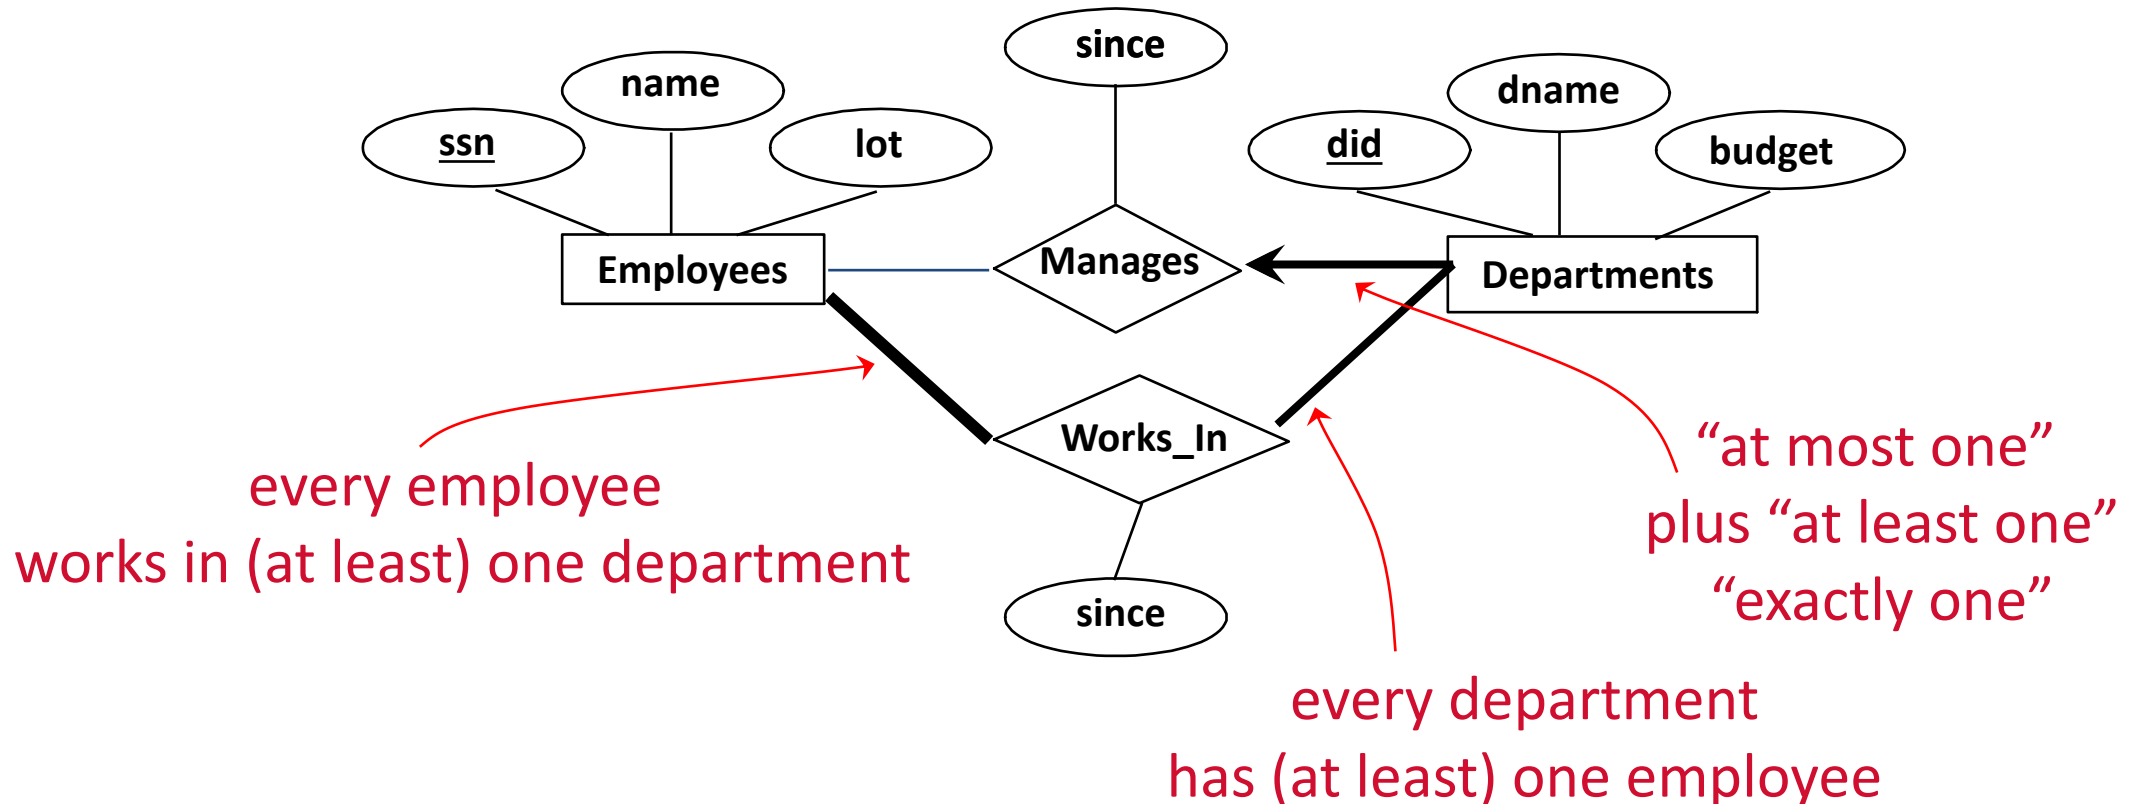 since
name
dname
ssn
lot
did
budget
Employees
Manages
Departments
Works_In
“at most one”
plus “at least one”
“exactly one”
every employee
works in (at least) one department
since
every department
has (at least) one employee